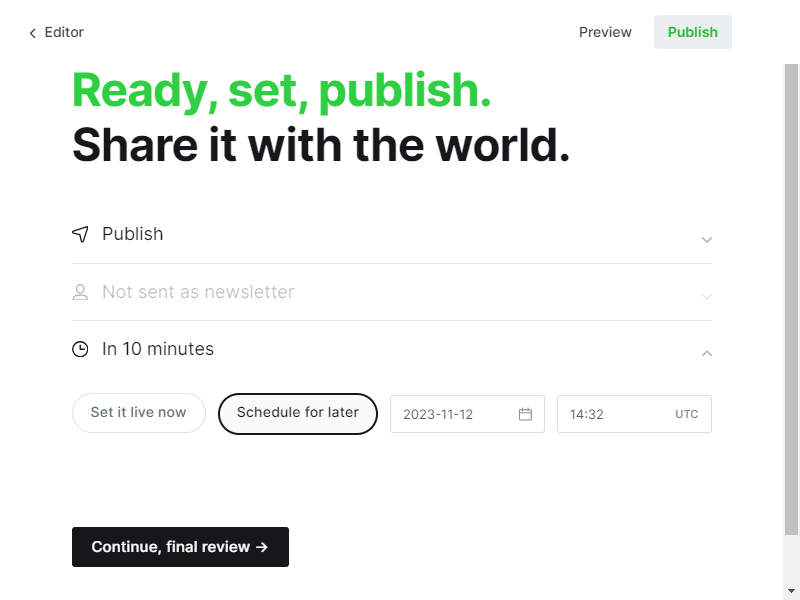 Editor
Preview
Publish
Ready, set, publish.
Share it with the world.
Publish
Not sent as newsletter
In 10 minutes
Set it live now
Schedule for later
2023-11-12
14:32
UTC
Continue, final review →